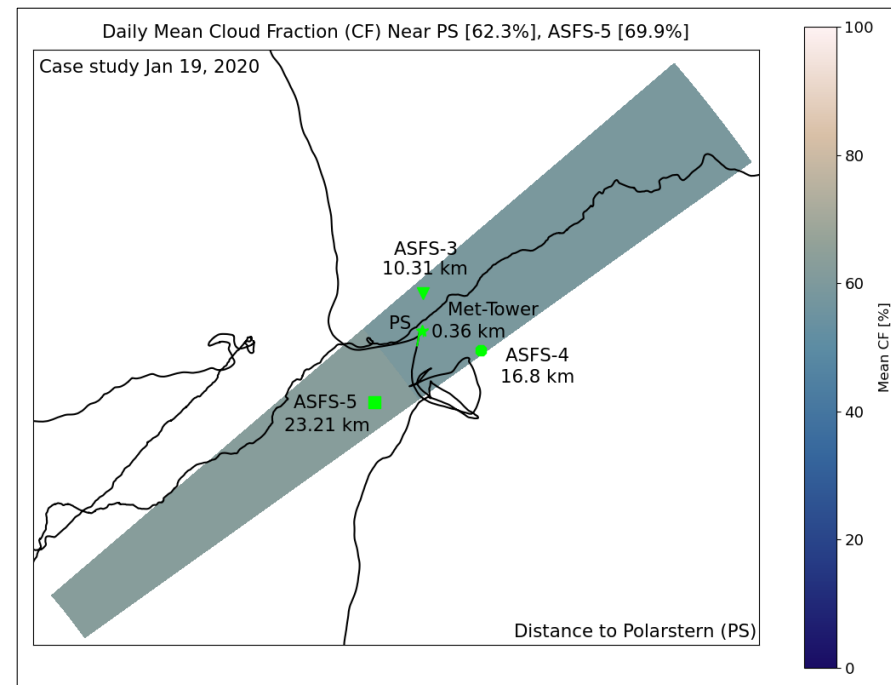 Daily Mean Cloud Fraction (CF) Near PS [62.3%], ASFS-5 [69.9%]
Case study Jan 19, 2020
ASFS-3
10.31 km
Met-Tower
PS
0.36 km
ASFS-4
16.8 km
ASFS-5
23.21 km
Distance to Polarstern (PS)
100
80
60
40
20
0
Mean CF [%]